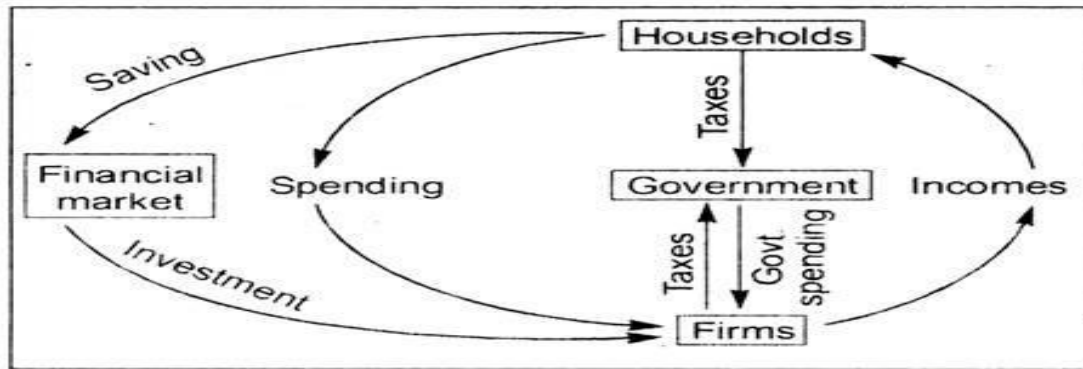 Households
Saving
Taxes
Financial
market
Spending
Government
Incomes
Investment
Taxes
Govt.
spending
Firms